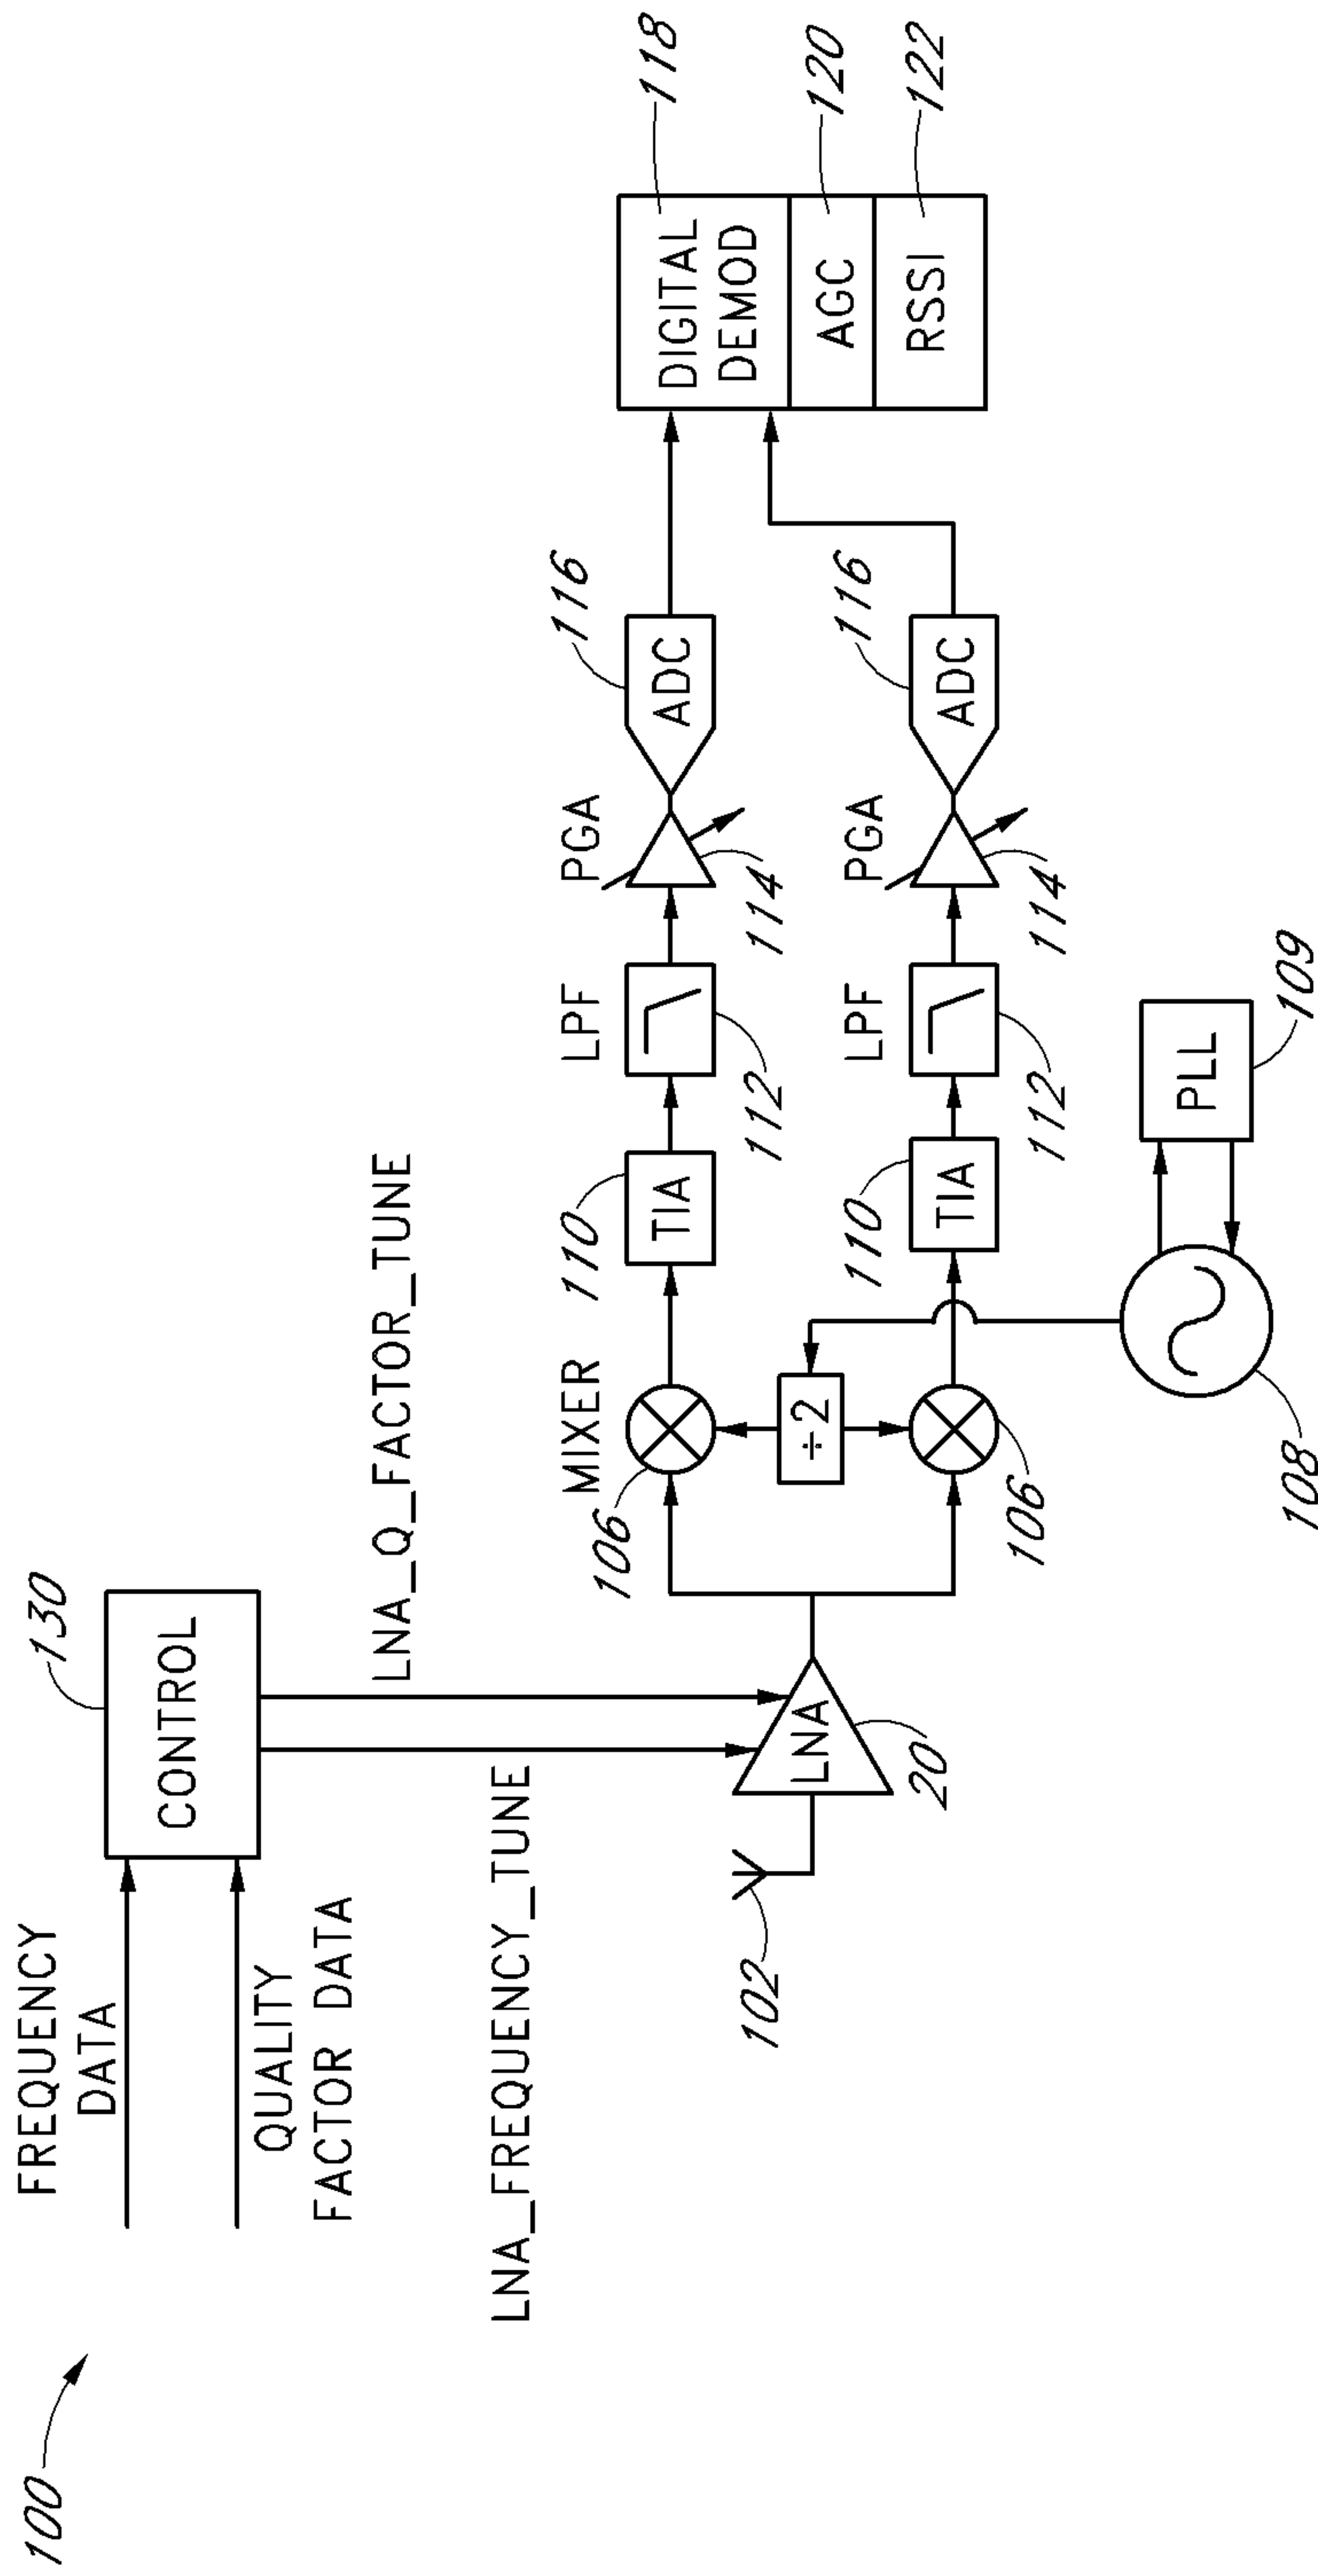 100
FREQUENCY
DATA
QUALITY
FACTOR DATA
CONTROL
130
LNA_FREQUENCY_TUNE
LNA_Q_FACTOR_TUNE
102
LNA
20
MIXER
106
110
TIA
LPF
112
PGA
114
116
ADC
÷2
106
110
TIA
LPF
112
PGA
114
116
ADC
108
PLL
109
DIGITAL
DEMOD
118
AGC
120
RSSI
122